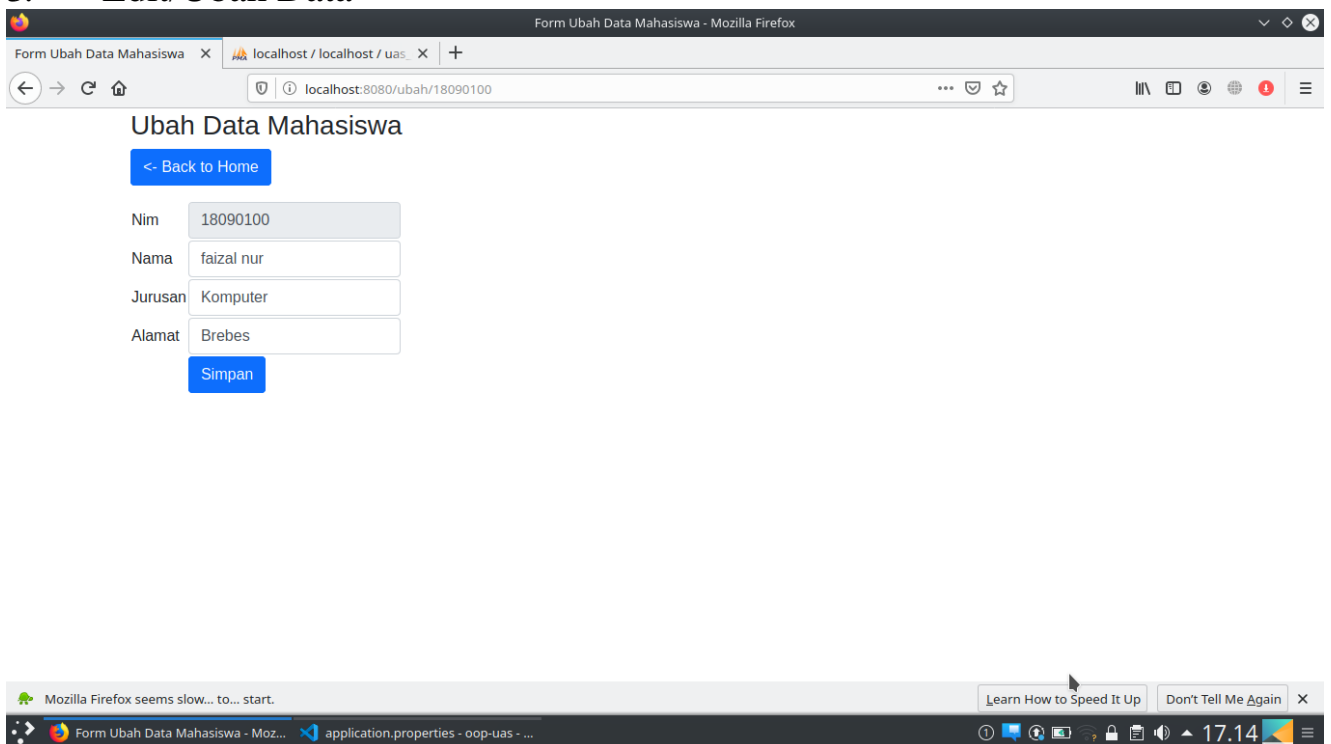 Form Ubah Data Mahasiswa - Mozilla Firefox
Form Ubah Data Mahasiswa localhost / localhost / uas_
localhost:8080/ubah/18090100
Ubah Data Mahasiswa
<- Back to Home
Nim 18090100
Nama faizal nur
Jurusan Komputer
Alamat Brebes
Simpan
Mozilla Firefox seems slow... to... start. Learn How to Speed It Up Don't Tell Me Again
Form Ubah Data Mahasiswa - Moz... application.properties - oop-uas - ... 17.14